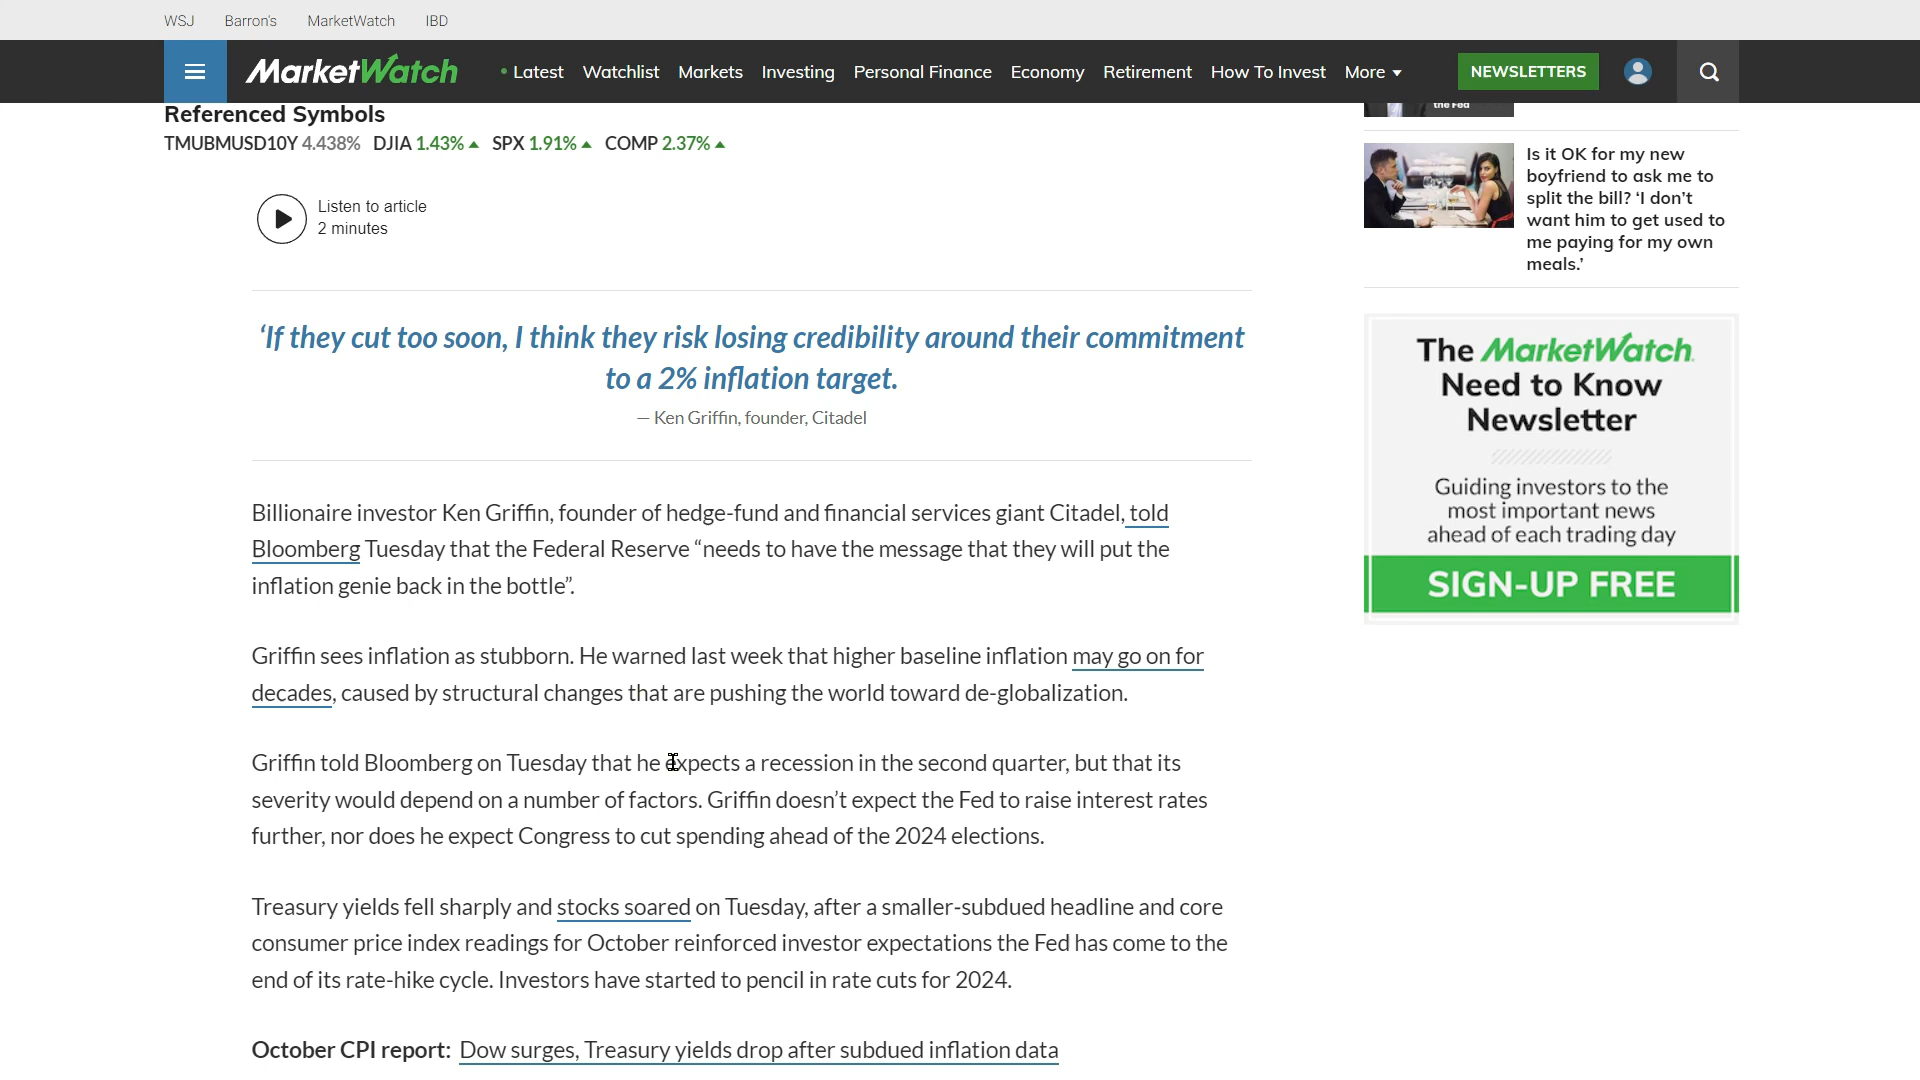 WSJ Barron's MarketWatch IBD
MarketWatch
Latest Watchlist Markets Investing Personal Finance Economy Retirement How To Invest More
NEWSLETTERS
Referenced Symbols
TMUBMUSD10Y 4.438% DJIA 1.43% SPX 1.91% COMP 2.37%
Listen to article
2 minutes
‘If they cut too soon, I think they risk losing credibility around their commitment
to a 2% inflation target.
— Ken Griffin, founder, Citadel
Billionaire investor Ken Griffin, founder of hedge-fund and financial services giant Citadel, told
Bloomberg Tuesday that the Federal Reserve “needs to have the message that they will put the
inflation genie back in the bottle”.
Griffin sees inflation as stubborn. He warned last week that higher baseline inflation may go on for
decades, caused by structural changes that are pushing the world toward de-globalization.
Griffin told Bloomberg on Tuesday that he expects a recession in the second quarter, but that its
severity would depend on a number of factors. Griffin doesn’t expect the Fed to raise interest rates
further, nor does he expect Congress to cut spending ahead of the 2024 elections.
Treasury yields fell sharply and stocks soared on Tuesday, after a smaller-subdued headline and core
consumer price index readings for October reinforced investor expectations the Fed has come to the
end of its rate-hike cycle. Investors have started to pencil in rate cuts for 2024.
October CPI report: Dow surges, Treasury yields drop after subdued inflation data
the Fed
Is it OK for my new
boyfriend to ask me to
split the bill? ‘I don’t
want him to get used to
me paying for my own
meals.’
The MarketWatch
Need to Know
Newsletter
Guiding investors to the
most important news
ahead of each trading day
SIGN-UP FREE